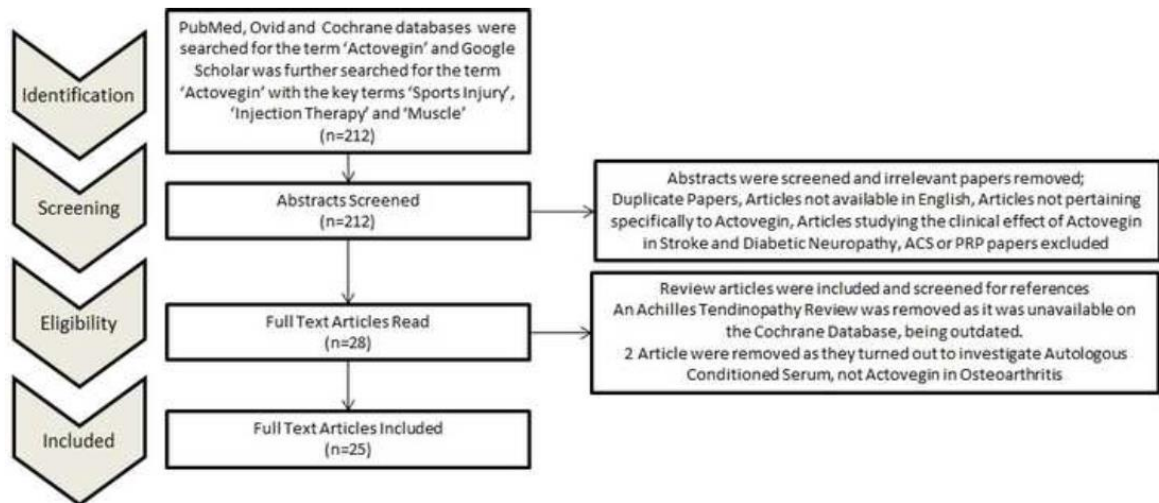 Identification
PubMed, Ovid and Cochrane databases were
searched for the term 'Actovegin' and Google
Scholar was further searched for the term
'Actovegin' with the key terms 'Sports Injury',
'Injection Therapy' and 'Muscle'
(n=212)
Screening
Abstracts Screened
(n=212)
Abstracts were screened and irrelevant papers removed;
Duplicate Papers, Articles not available in English, Articles not pertaining
specifically to Actovegin, Articles studying the clinical effect of Actovegin
in Stroke and Diabetic Neuropathy, ACS or PRP papers excluded
Eligibility
Full Text Articles Read
(n=28)
Review articles were included and screened for references
An Achilles Tendinopathy Review was removed as it was unavailable on
the Cochrane Database, being outdated.
2 Article were removed as they turned out to investigate Autologous
Conditioned Serum, not Actovegin in Osteoarthritis
Included
Full Text Articles Included
(n=25)